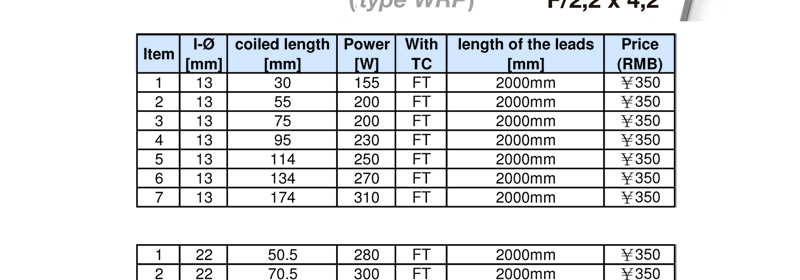 (type WRP) F/2,2 x 4,2
Item I-Ø [mm] coiled length [mm] Power [W] With TC length of the leads [mm] Price (RMB)
1 13 30 155 FT 2000mm ￥350
2 13 55 200 FT 2000mm ￥350
3 13 75 200 FT 2000mm ￥350
4 13 95 230 FT 2000mm ￥350
5 13 114 250 FT 2000mm ￥350
6 13 134 270 FT 2000mm ￥350
7 13 174 310 FT 2000mm ￥350
1 22 50.5 280 FT 2000mm ￥350
2 22 70.5 300 FT 2000mm ￥350